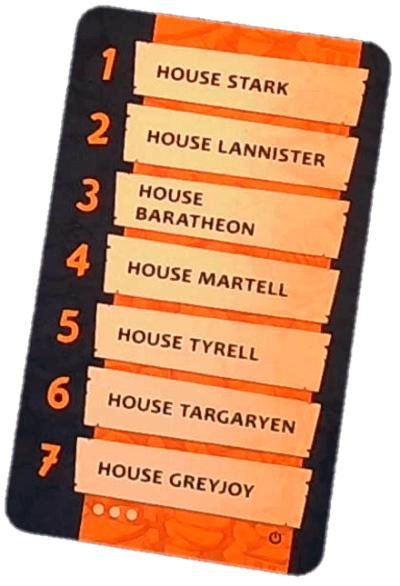 1 HOUSE STARK
2 HOUSE LANNISTER
3 HOUSE
BARATHEON
4 HOUSE MARTELL
5 HOUSE TYRELL
6 HOUSE TARGARYEN
7 HOUSE GREYJOY